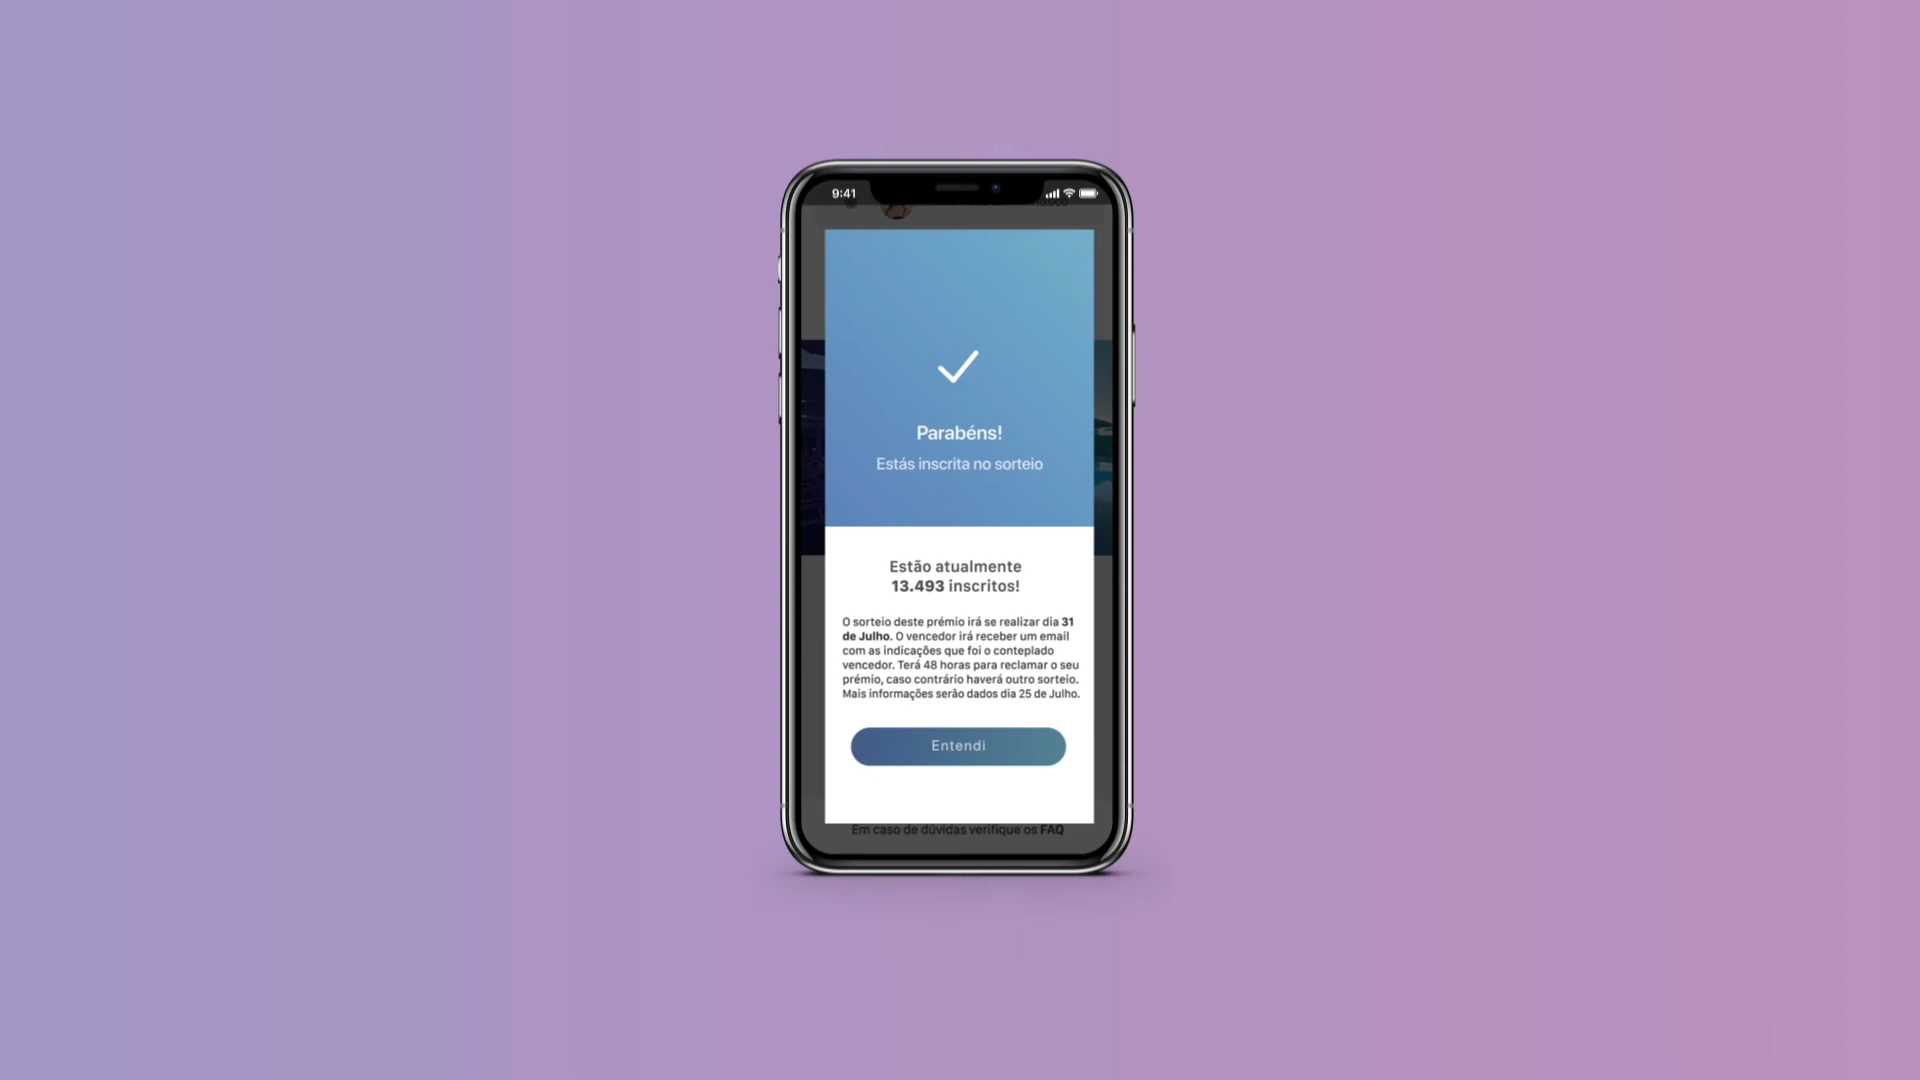 9:41
Parabéns!
Estás inscrita no sorteio
Estão atualmente
13.493 inscritos!
O sorteio deste prémio irá se realizar dia 31
de Julho. O vencedor irá receber um email
com as indicações que foi o conteplado
vencedor. Terá 48 horas para reclamar o seu
prémio, caso contrário haverá outro sorteio.
Mais informações serão dados dia 25 de Julho.
Entendi
Em caso de dúvidas verifique os FAQ